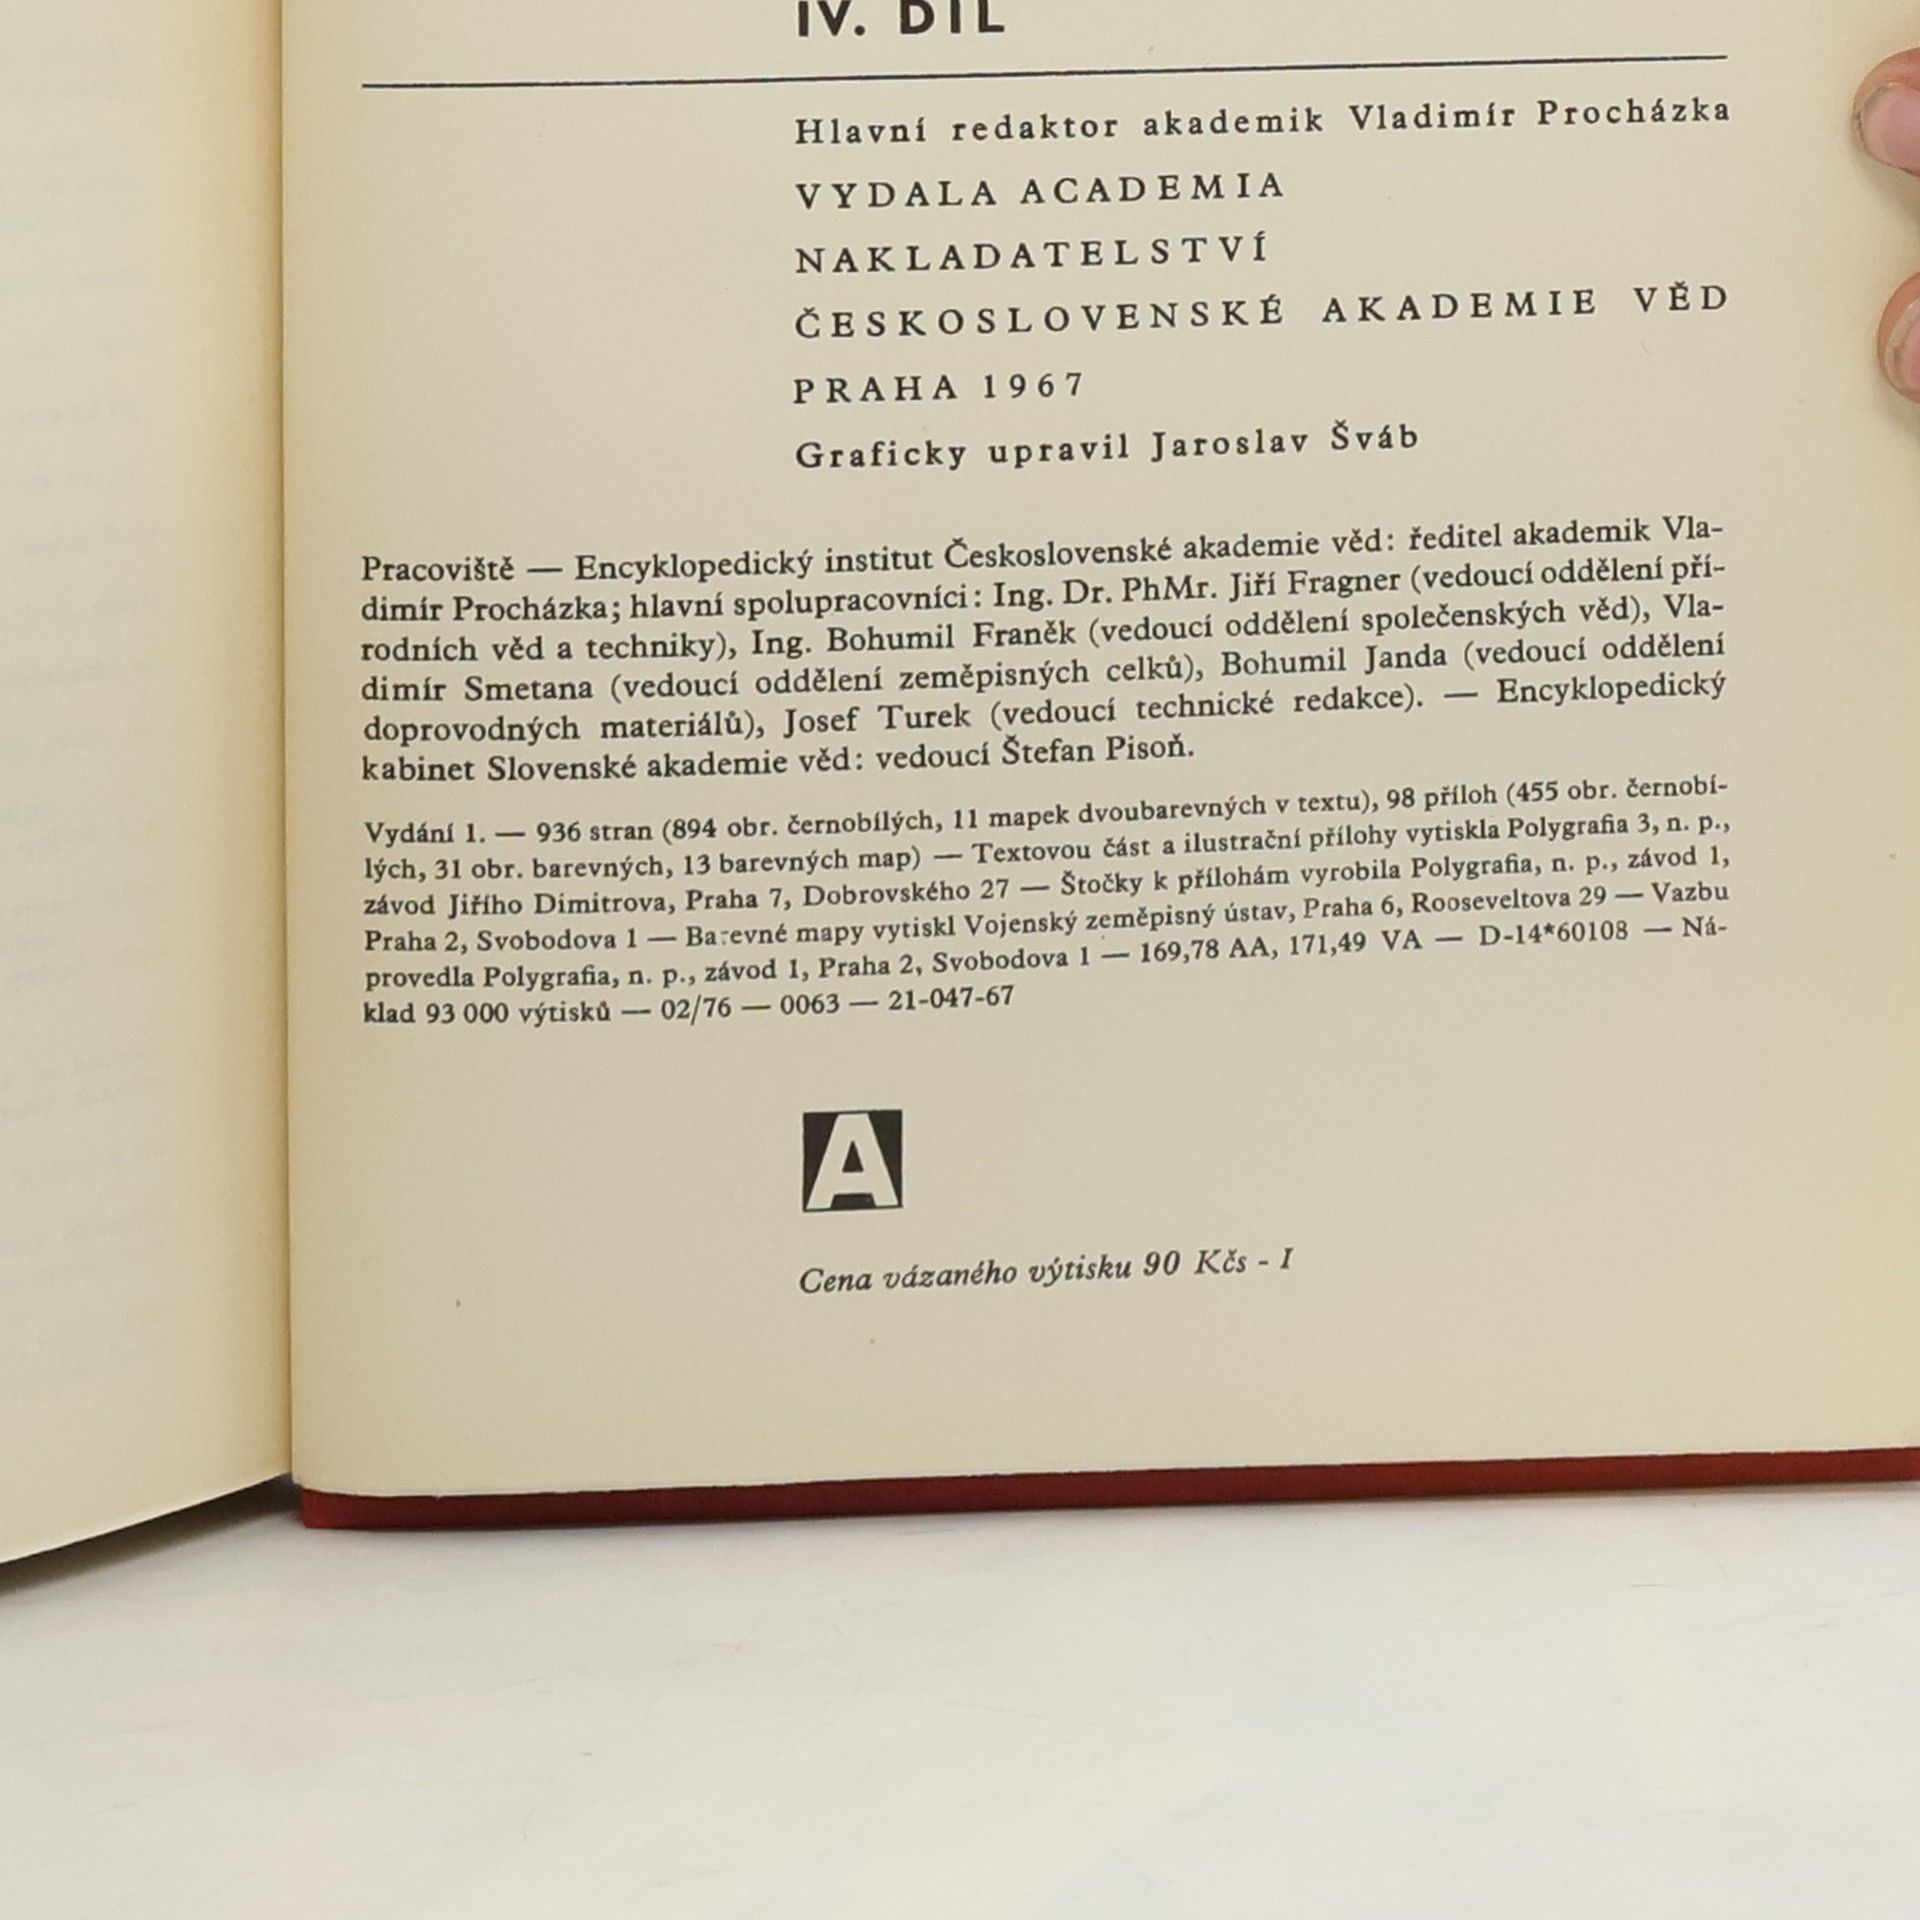 IV. DÍL
Hlavní redaktor akademik Vladimír Procházka
VYDALA ACADEMIA
NAKLADATELSTVÍ
ČESKOSLOVENSKÉ AKADEMIE VĚD
PRAHA 1967
Graficky upravil Jaroslav Šváb
Pracoviště — Encyklopedický institut Československé akademie věd: ředitel akademik Vla-
dimír Procházka; hlavní spolupracovníci: Ing. Dr. PhMr. Jiří Fragner (vedoucí oddělení pří-
rodních věd a techniky), Ing. Bohumil Franěk (vedoucí oddělení společenských věd), Vla-
dimír Smetana (vedoucí oddělení zeměpisných celků), Bohumil Janda (vedoucí oddělení
doprovodných materiálů), Josef Turek (vedoucí technické redakce). — Encyklopedický
kabinet Slovenské akademie věd: vedoucí Štefan Pisoň.
Vydání 1. — 936 stran (894 obr. černobílých, 11 mapek dvoubarevných v textu), 98 příloh (455 obr. černobí-
lých, 31 obr. barevných, 13 barevných map) — Textovou část a ilustrační přílohy vytiskla Polygrafia 3, n. p.,
závod Jiřího Dimitrova, Praha 7, Dobrovského 27 — Štočky k přílohám vyrobila Polygrafia, n. p., závod 1,
Praha 2, Svobodova 1 — Barevné mapy vytiskl Vojenský zeměpisný ústav, Praha 6, Rooseveltova 29 — Vazbu
provedla Polygrafia, n. p., závod 1, Praha 2, Svobodova 1 — 169,78 AA, 171,49 VA — D-14*60108 — Ná-
klad 93 000 výtisků — 02/76 — 0063 — 21-047-67
A
Cena vázaného výtisku 90 Kčs - I